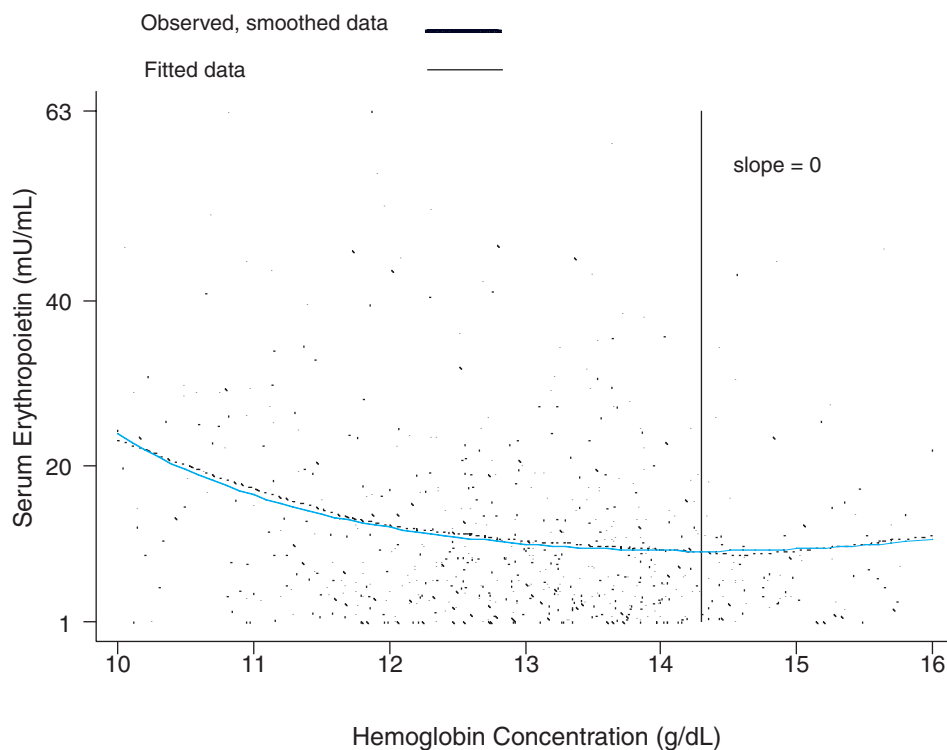 Observed, smoothed data
Fitted data
63
slope = 0
Serum Erythropoietin (mU/mL)
40
20
1
10 11 12 13 14 15 16
Hemoglobin Concentration (g/dL)